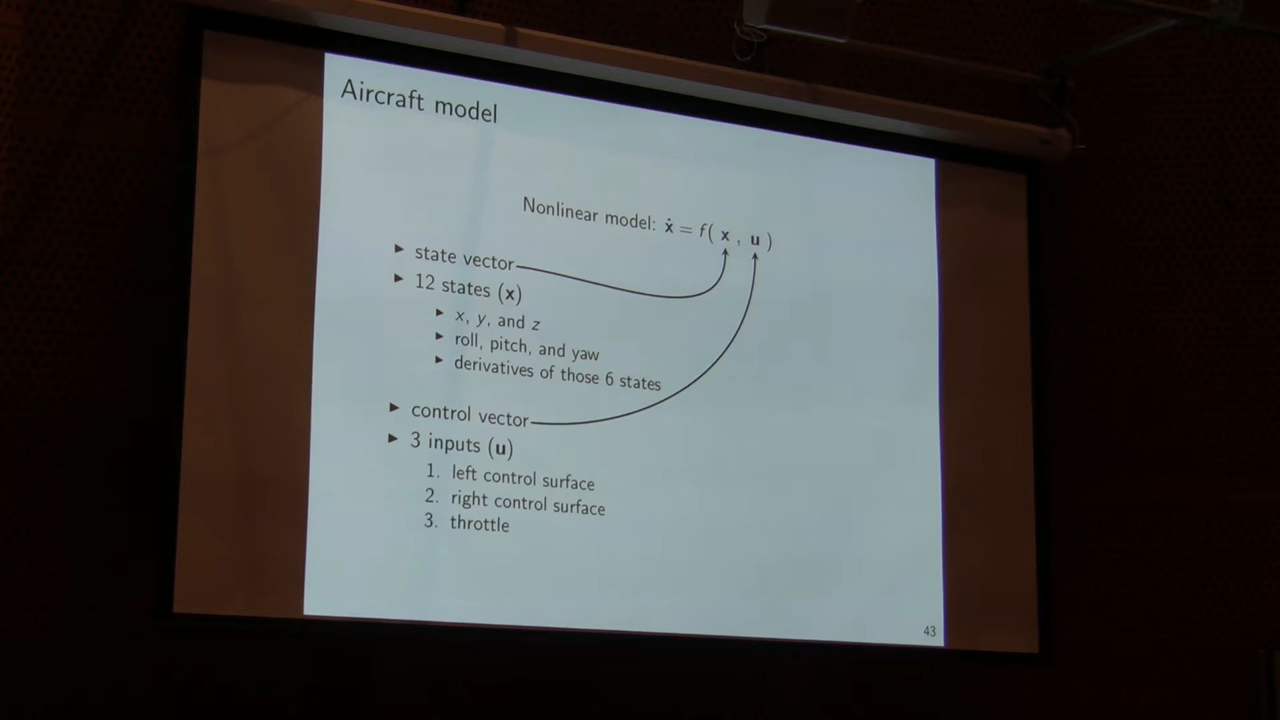 Aircraft model
Nonlinear model: ẋ = f( x , u )
▸ state vector
▸ 12 states (x)
▸ x, y, and z
▸ roll, pitch, and yaw
▸ derivatives of those 6 states
▸ control vector
▸ 3 inputs (u)
1. left control surface
2. right control surface
3. throttle
43